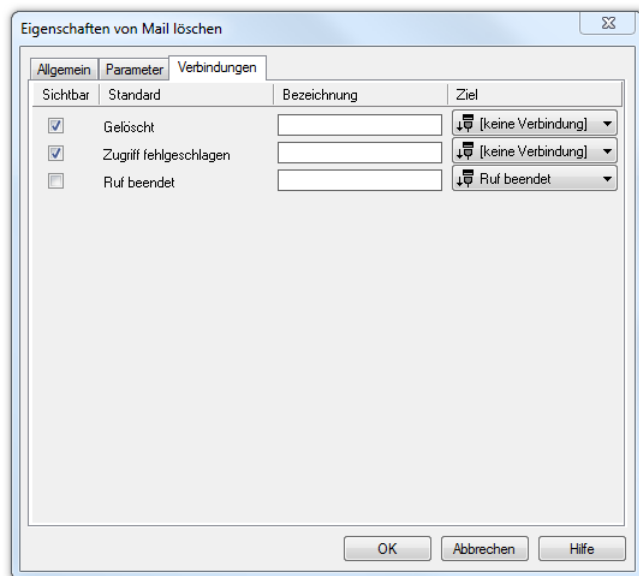 Eigenschaften von Mail löschen
Allgemein Parameter Verbindungen
Sichtbar Standard Bezeichnung Ziel
Gelöscht [keine Verbindung]
Zugriff fehlgeschlagen [keine Verbindung]
Ruf beendet Ruf beendet
OK Abbrechen Hilfe